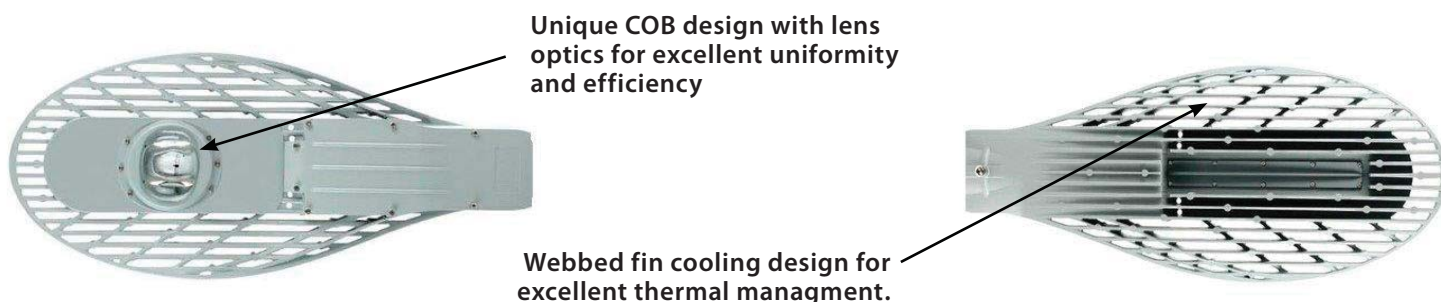 Unique COB design with lens
optics for excellent uniformity
and efficiency
Webbed fin cooling design for
excellent thermal managment.